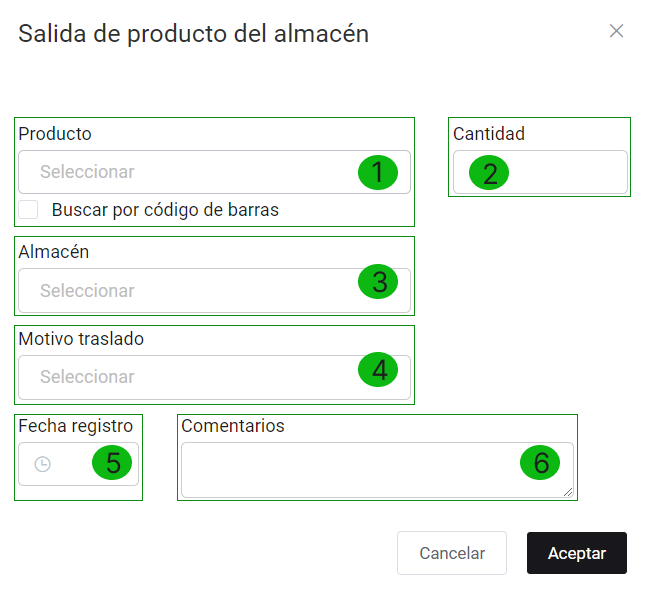 Salida de producto del almacén
Producto
Cantidad
Seleccionar
1
2
Buscar por código de barras
Almacén
Seleccionar
3
Motivo traslado
Seleccionar
4
Fecha registro
Comentarios
5
6
Cancelar
Aceptar